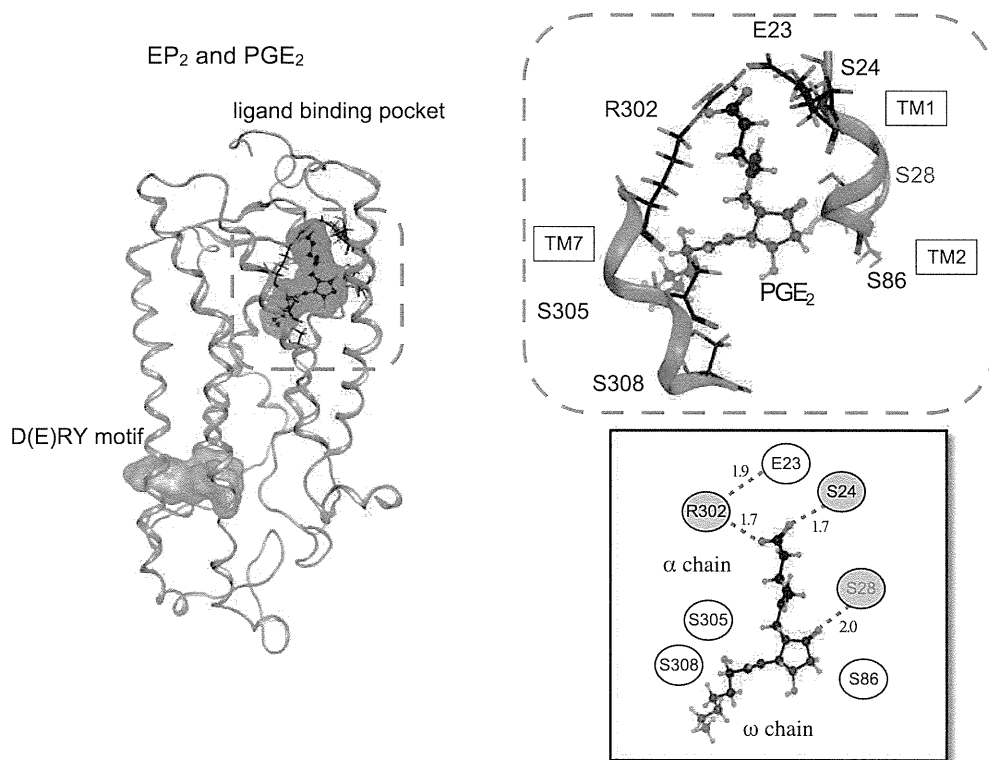 EP₂ and PGE₂
ligand binding pocket
D(E)RY motif
E23
S24
R302
TM1
S28
TM7
TM2
S86
PGE₂
S305
S308
E23
1.9
S24
R302
1.7
1.7
α chain
S28
2.0
S305
S308
S86
ω chain